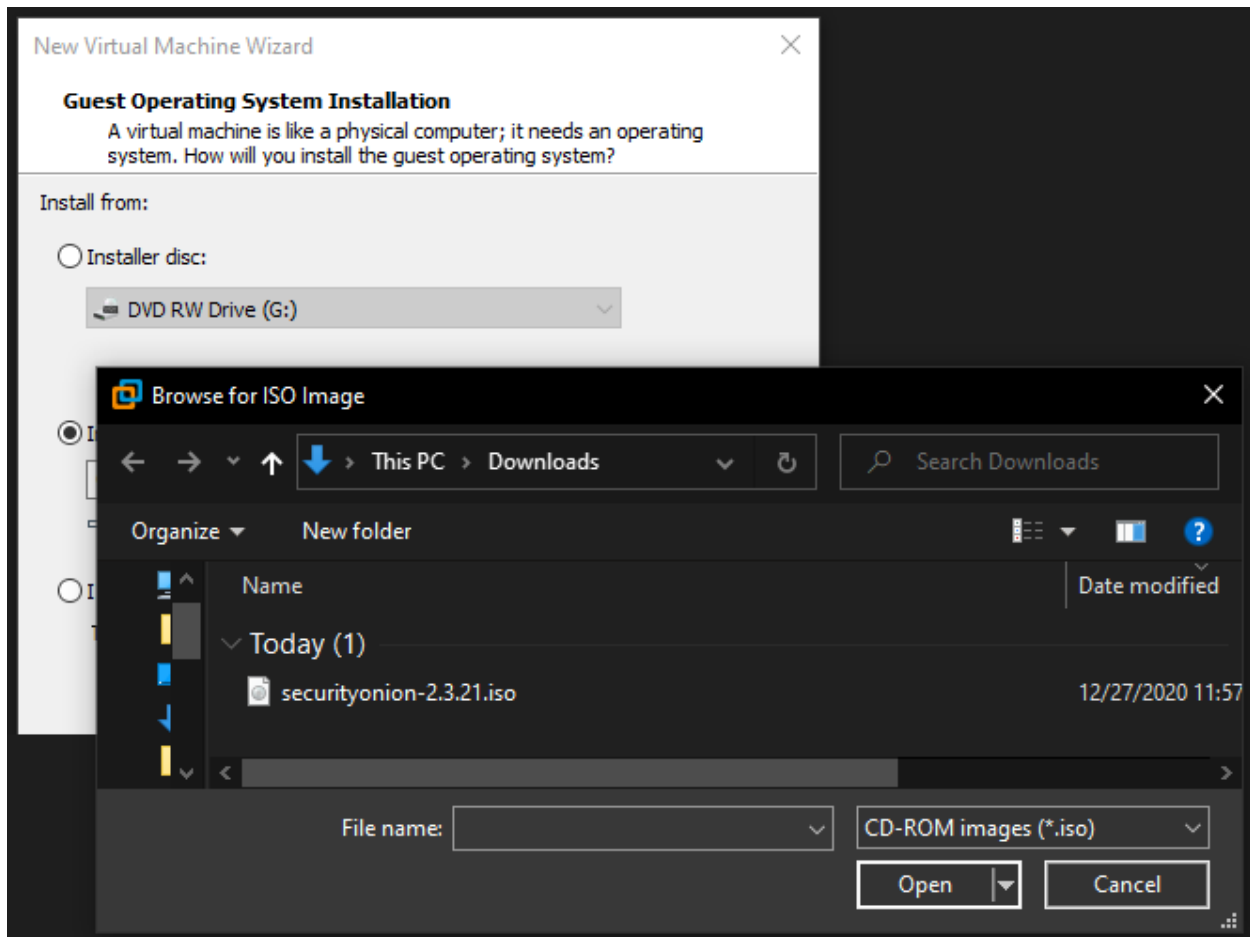 New Virtual Machine Wizard
Guest Operating System Installation
A virtual machine is like a physical computer; it needs an operating
system. How will you install the guest operating system?
Install from:
Installer disc:
DVD RW Drive (G:)
Browse for ISO Image
This PC > Downloads
Search Downloads
Organize
New folder
Name
Date modified
Today (1)
securityonion-2.3.21.iso
12/27/2020 11:57
File name:
CD-ROM images (*.iso)
Open
Cancel